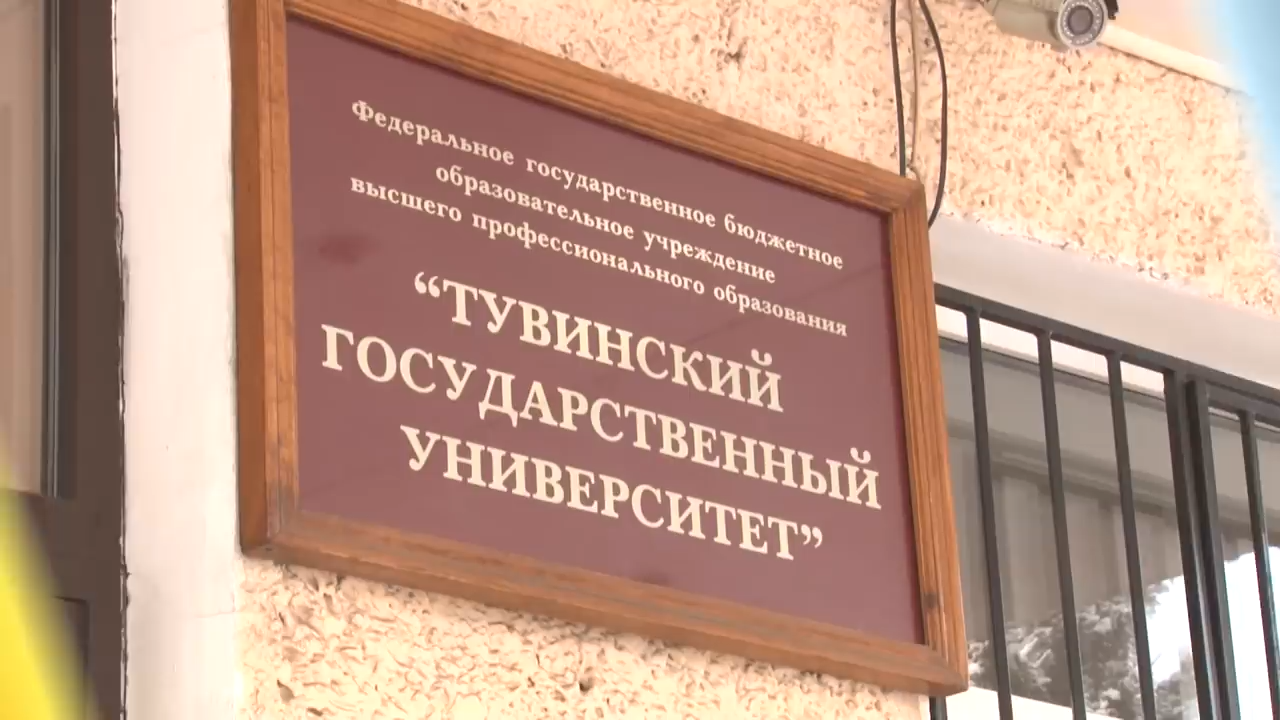 Федеральное государственное бюджетное
образовательное учреждение
высшего профессионального образования
“ТУВИНСКИЙ
ГОСУДАРСТВЕННЫЙ
УНИВЕРСИТЕТ”